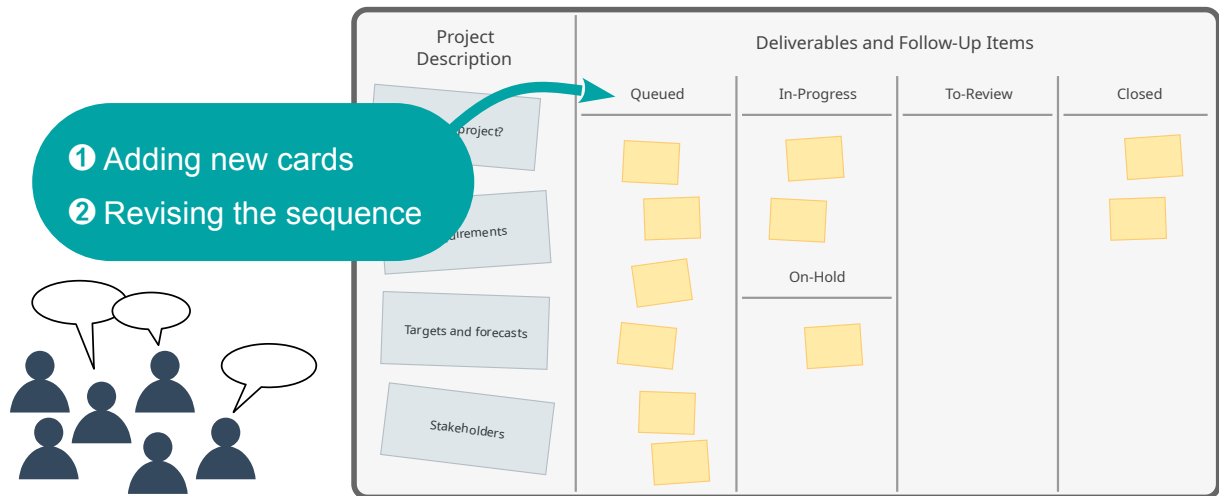 Project
Description
Deliverables and Follow-Up Items
Queued
In-Progress
To-Review
Closed
project?
❶ Adding new cards
❷ Revising the sequence
On-Hold
Targets and forecasts
Stakeholders